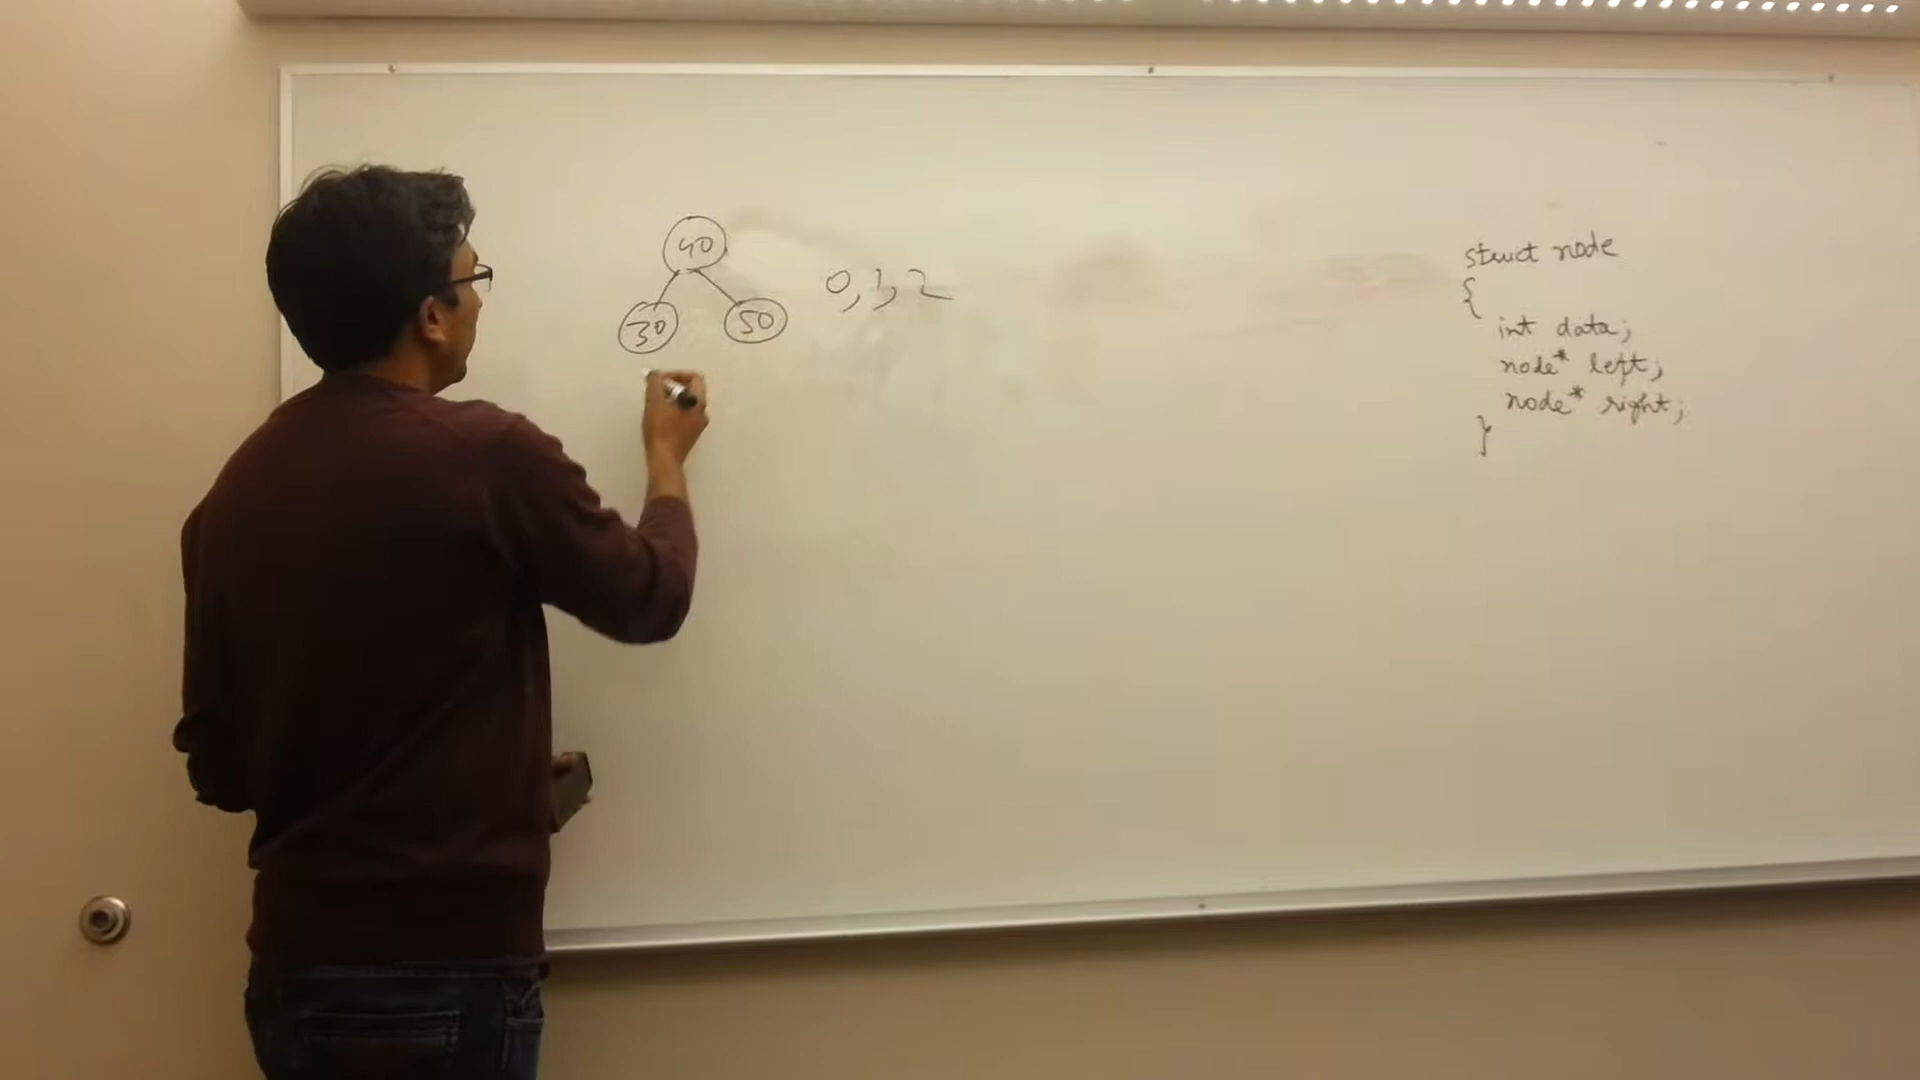 40
30 50
0, 1, 2
struct node
{
int data;
node* left;
node* right;
}